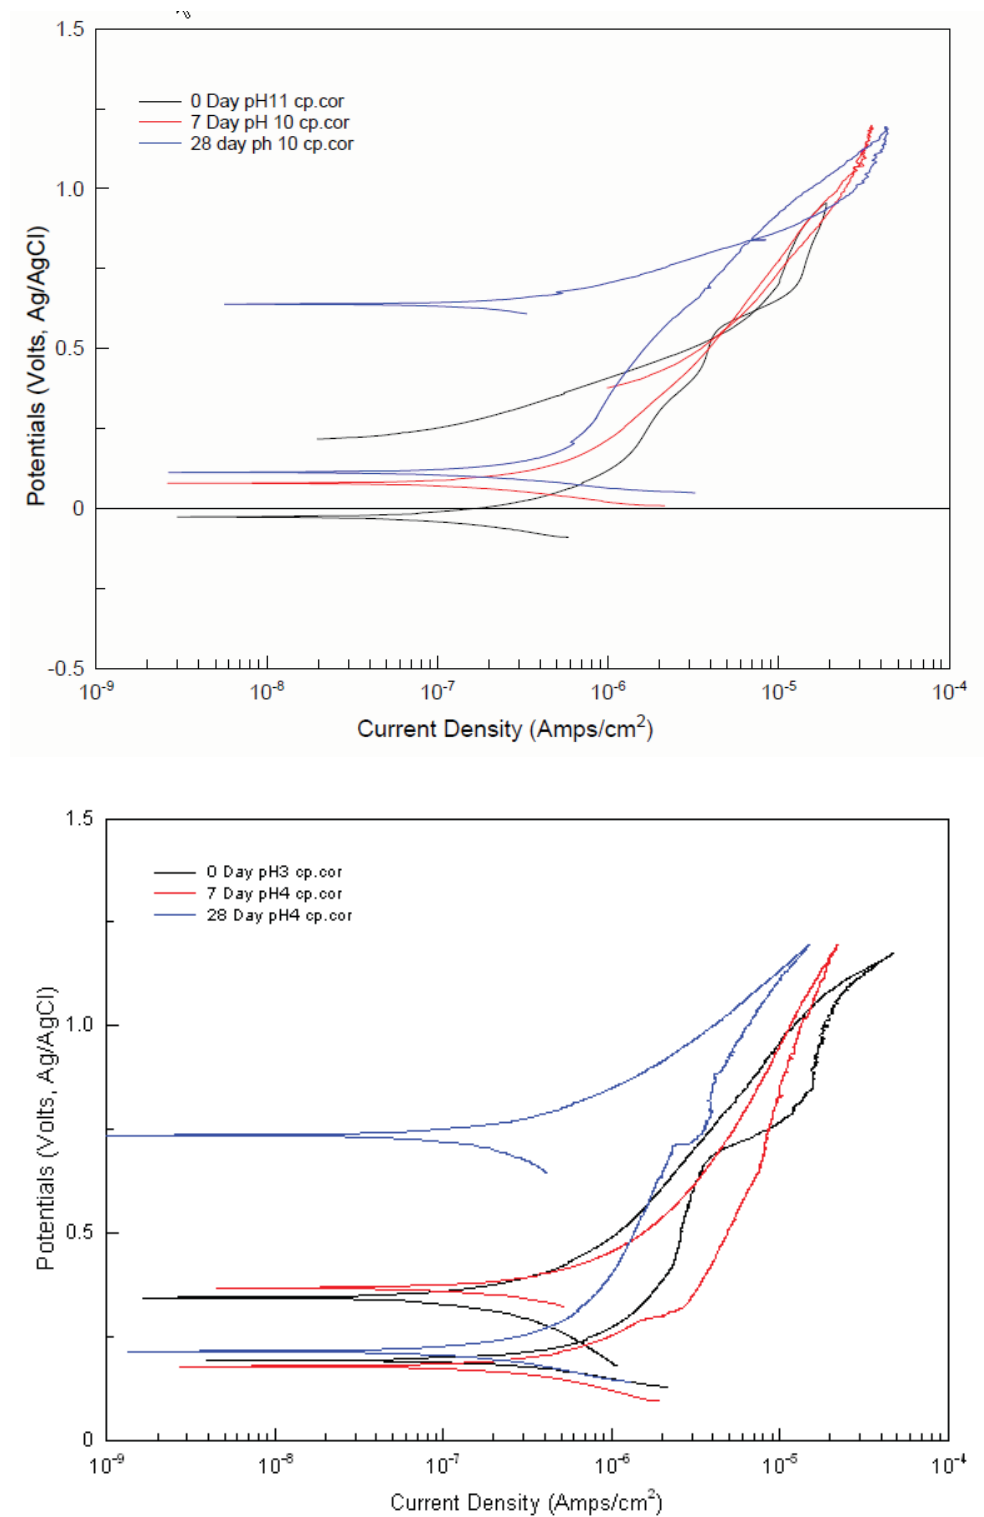 1.5
0 Day pH11 cp.cor
7 Day pH 10 cp.cor
28 day ph 10 cp.cor
1.0
Potentials (Volts, Ag/AgCl)
0.5
0
-0.5
10-9 10-8 10-7 10-6 10-5 10-4
Current Density (Amps/cm2)
1.5
0 Day pH3 cp.cor
7 Day pH4 cp.cor
28 Day pH4 cp.cor
1.0
Potentials (Volts, Ag/AgCl)
0.5
0
10-9 10-8 10-7 10-6 10-5 10-4
Current Density (Amps/cm2)